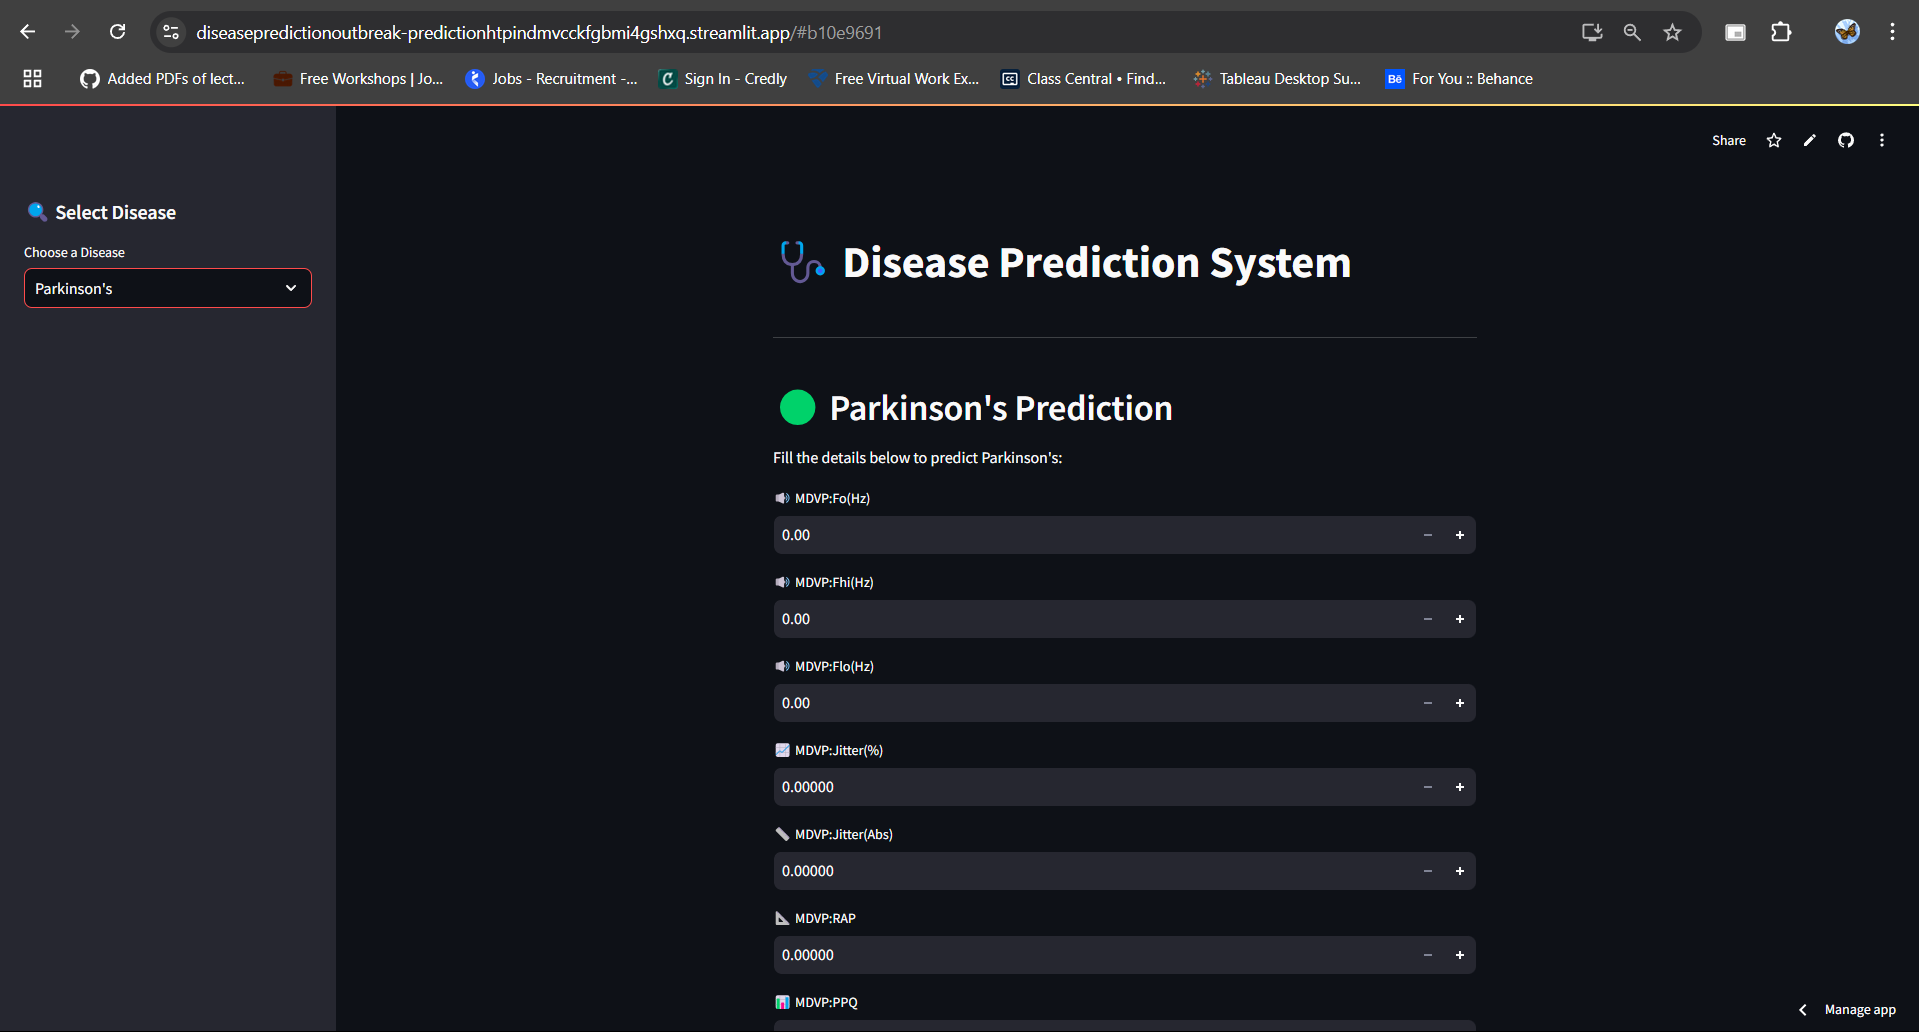 diseasepredictionoutbreak-predictionhtpindmvcckfgbmi4gshxq.streamlit.app/#b10e9691
Added PDFs of lect...
Free Workshops | Jo...
Jobs - Recruitment -...
Sign In - Credly
Free Virtual Work Ex...
Class Central • Find...
Tableau Desktop Su...
Bē
For You :: Behance
Share
Select Disease
Choose a Disease
Parkinson's
Disease Prediction System
Parkinson's Prediction
Fill the details below to predict Parkinson's:
MDVP:Fo(Hz)
0.00
MDVP:Fhi(Hz)
0.00
MDVP:Flo(Hz)
0.00
MDVP:Jitter(%)
0.00000
MDVP:Jitter(Abs)
0.00000
MDVP:RAP
0.00000
MDVP:PPQ
Manage app